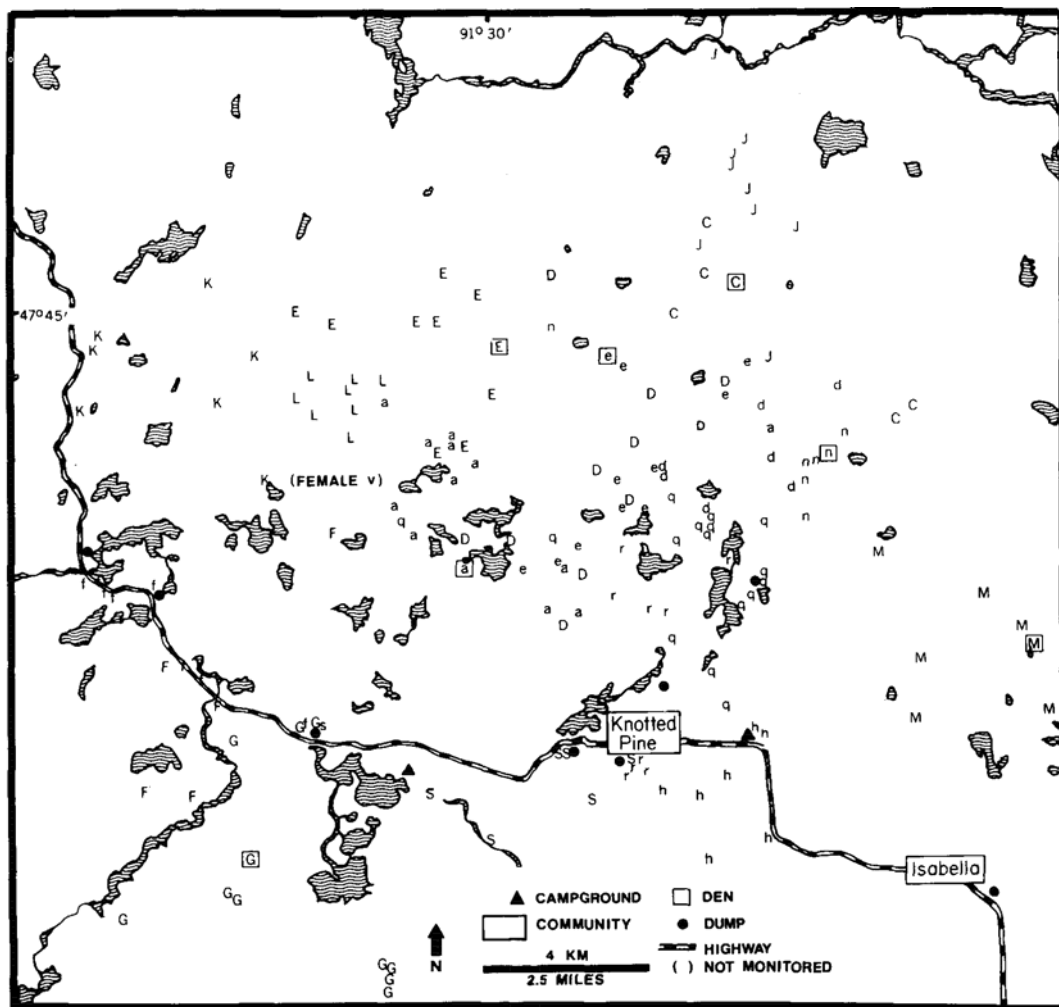 91° 30'
J
J
J
J
J
C J
J
J
E D C C
K
E
47°45'
E E E E n C
K
K
E e e e J
K
L L L E D e d
K L L a C C
L L d
a a D a n
a E E D
a a D e d d n n n
K (FEMALE v) a e d n
a e D e q d n
F q a D q r q q q q q M
e
a e e a D q
f f f a a r r r q q M
D M
F f q M M
F q
G q M M
G f G s h n
Knotted
Pine
S S S r
r r
F F S S h h h
S h
G h
Isabella
G G
G
G G
G
G
CAMPGROUND
DEN
COMMUNITY
DUMP
N
4 KM
2.5 MILES
HIGHWAY
( ) NOT MONITORED